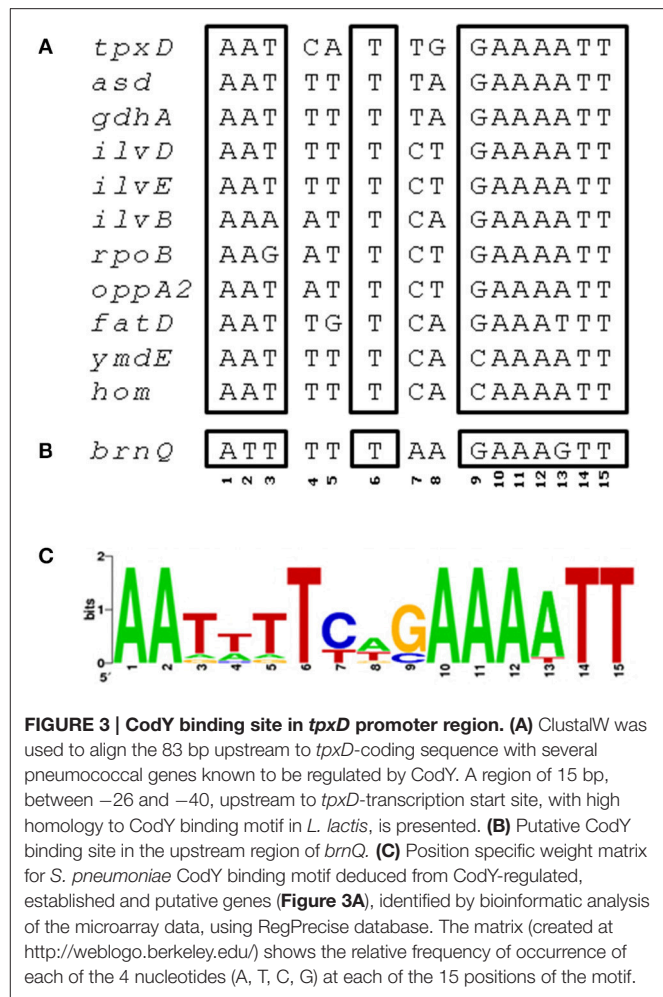 A tpxD AAT CA T TG GAAAATT
asd AAT TT T TA GAAAATT
gdhA AAT TT T TA GAAAATT
ilvD AAT TT T CT GAAAATT
ilvE AAT TT T CT GAAAATT
ilvB AAA AT T CA GAAAATT
rpoB AAG AT T CT GAAAATT
oppA2 AAT AT T CT GAAAATT
fatD AAT TG T CA GAAATTT
ymdE AAT TT T CA CAAAATT
hom AAT TT T CA CAAAATT
B brnQ ATT TT T AA GAAAGTT
1 2 3 4 5 6 7 8 9 10 11 12 13 14 15
C
2
bits
1
0
AATTTTCAGAAAATT
5′ 1 2 3 4 5 6 7 8 9 10 11 12 13 14 15
FIGURE 3 | CodY binding site in tpxD promoter region. (A) ClustalW was
used to align the 83 bp upstream to tpxD-coding sequence with several
pneumococcal genes known to be regulated by CodY. A region of 15 bp,
between −26 and −40, upstream to tpxD-transcription start site, with high
homology to CodY binding motif in L. lactis, is presented. (B) Putative CodY
binding site in the upstream region of brnQ. (C) Position specific weight matrix
for S. pneumoniae CodY binding motif deduced from CodY-regulated,
established and putative genes (Figure 3A), identified by bioinformatic analysis
of the microarray data, using RegPrecise database. The matrix (created at
http://weblogo.berkeley.edu/) shows the relative frequency of occurrence of
each of the 4 nucleotides (A, T, C, G) at each of the 15 positions of the motif.